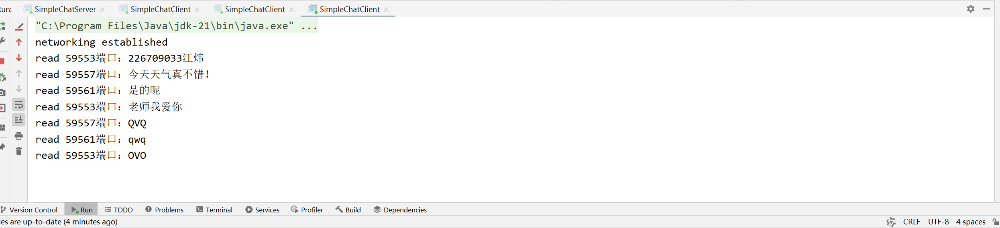 Run: SimpleChatServer SimpleChatClient SimpleChatClient SimpleChatClient
"C:\Program Files\Java\jdk-21\bin\java.exe" ...
networking established
read 59553端口：226709033江炜
read 59557端口：今天天气真不错！
read 59561端口：是的呢
read 59553端口：老师我爱你
read 59557端口：QVQ
read 59561端口：qwq
read 59553端口：OVO
Version Control Run TODO Problems Terminal Services Profiler Build Dependencies
les are up-to-date (4 minutes ago) CRLF UTF-8 4 spaces